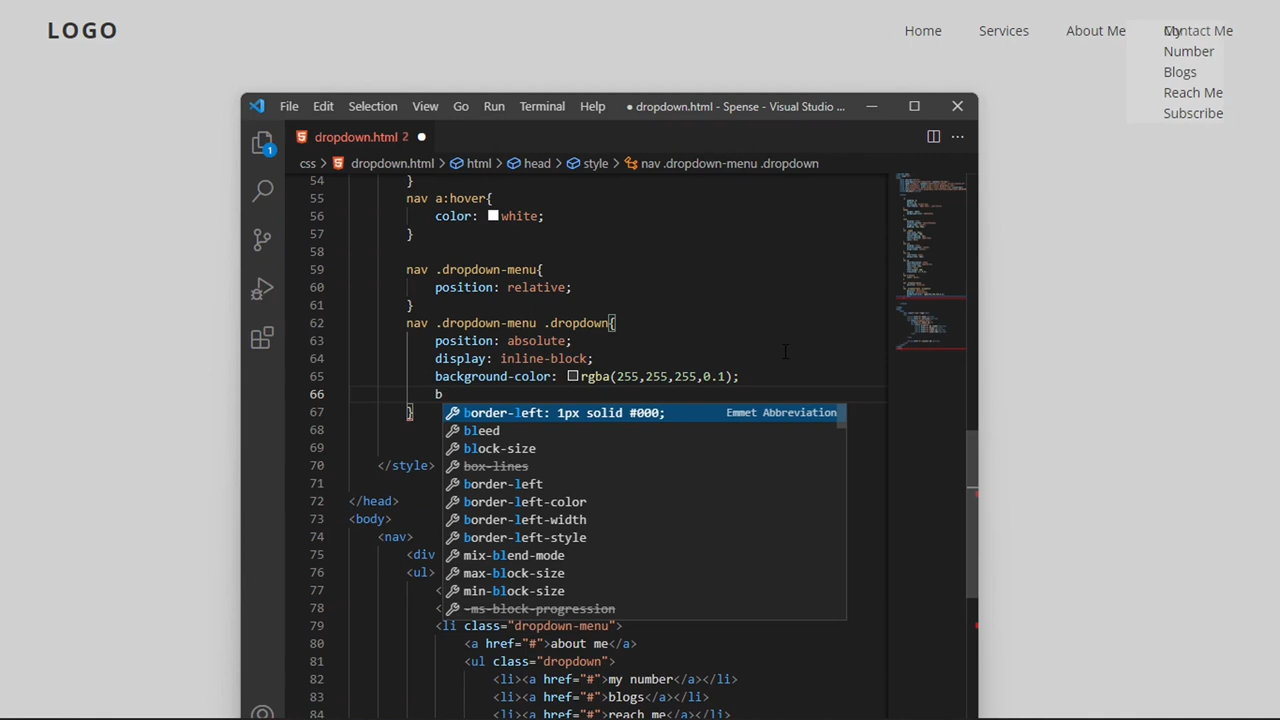 LOGO
Home Services About Me Contact Me
My
Number
Blogs
Reach Me
Subscribe
File Edit Selection View Go Run Terminal Help ● dropdown.html - Spense - Visual Studio ...
dropdown.html 2
1
css > dropdown.html > html > head > style > nav .dropdown-menu .dropdown
54 }
55 nav a:hover{
56 color: white;
57 }
58
59 nav .dropdown-menu{
60 position: relative;
61 }
62 nav .dropdown-menu .dropdown{
63 position: absolute;
64 display: inline-block;
65 background-color: rgba(255,255,255,0.1);
66 b
67 }
border-left: 1px solid #000; Emmet Abbreviation
68
bleed
69
block-size
70 </style>
box-lines
71
border-left
72 </head>
border-left-color
73 <body>
border-left-width
74 <nav>
border-left-style
75 <div
mix-blend-mode
76 <ul>
max-block-size
77 <
min-block-size
78 <
-ms-block-progression
79 <li class="dropdown-menu">
80 <a href="#">about me</a>
81 <ul class="dropdown">
82 <li><a href="#">my number</a></li>
83 <li><a href="#">blogs</a></li>
84 <li><a href="#">reach me</a></li>